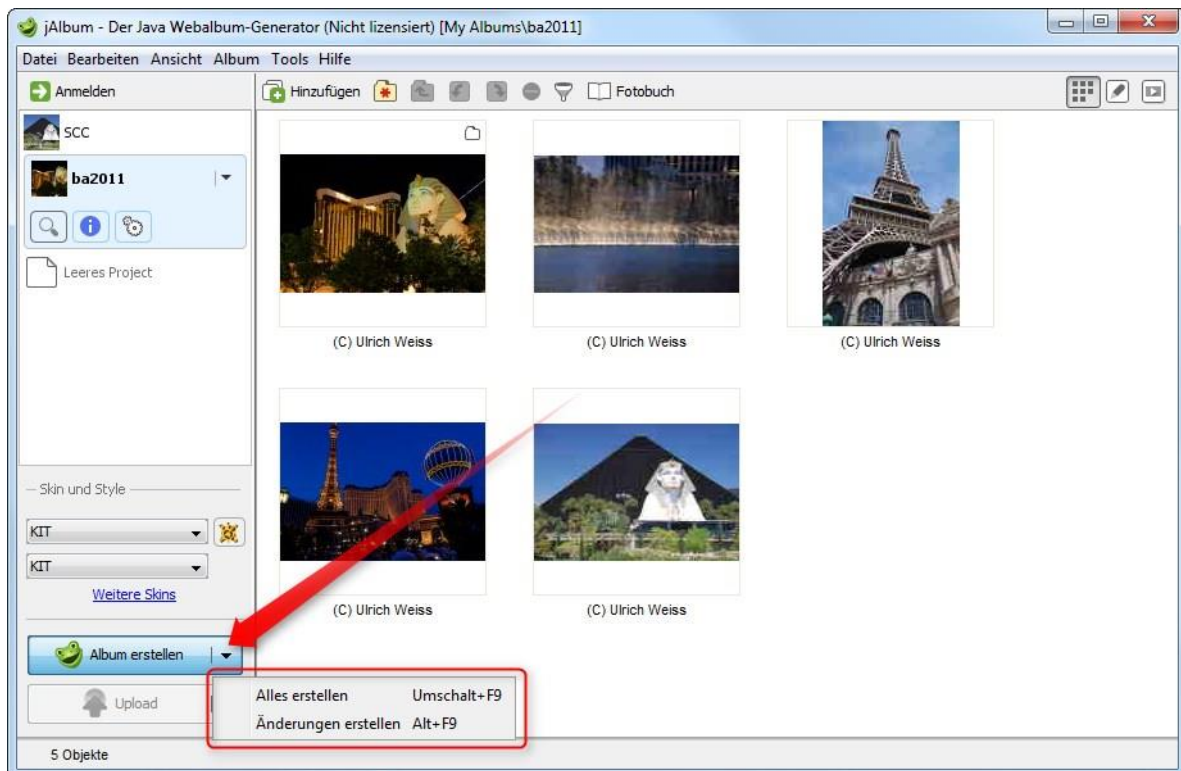 jAlbum - Der Java Webalbum-Generator (Nicht lizensiert) [My Albums\ba2011]
Datei Bearbeiten Ansicht Album Tools Hilfe
Anmelden
Hinzufügen
Fotobuch
SCC
ba2011
Leeres Project
(C) Ulrich Weiss
(C) Ulrich Weiss
(C) Ulrich Weiss
(C) Ulrich Weiss
(C) Ulrich Weiss
Skin und Style
KIT
KIT
Weitere Skins
Album erstellen
Upload
Alles erstellen Umschalt+F9
Änderungen erstellen Alt+F9
5 Objekte